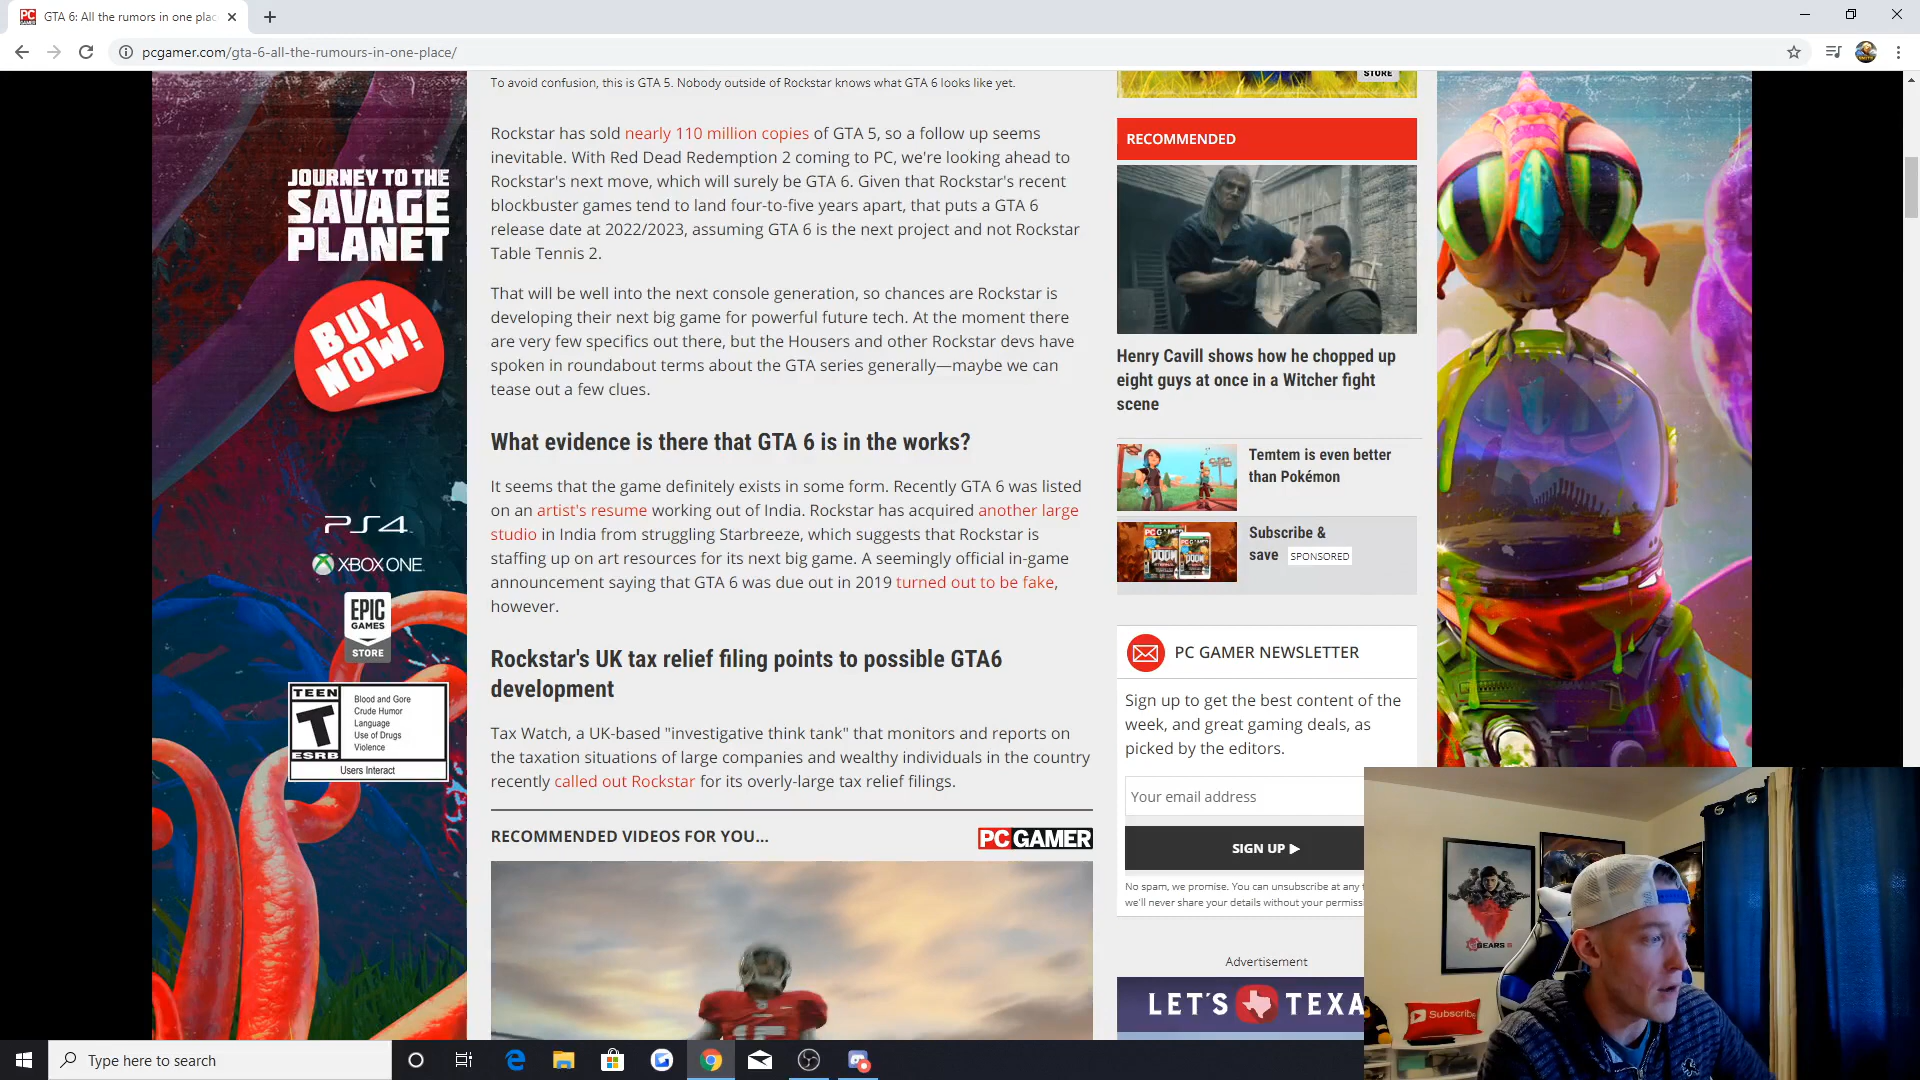 GTA 6: All the rumors in one plac
pcgamer.com/gta-6-all-the-rumours-in-one-place/
To avoid confusion, this is GTA 5. Nobody outside of Rockstar knows what GTA 6 looks like yet.
Rockstar has sold nearly 110 million copies of GTA 5, so a follow up seems
inevitable. With Red Dead Redemption 2 coming to PC, we're looking ahead to
Rockstar's next move, which will surely be GTA 6. Given that Rockstar's recent
blockbuster games tend to land four-to-five years apart, that puts a GTA 6
release date at 2022/2023, assuming GTA 6 is the next project and not Rockstar
Table Tennis 2.
That will be well into the next console generation, so chances are Rockstar is
developing their next big game for powerful future tech. At the moment there
are very few specifics out there, but the Housers and other Rockstar devs have
spoken in roundabout terms about the GTA series generally—maybe we can
tease out a few clues.
What evidence is there that GTA 6 is in the works?
It seems that the game definitely exists in some form. Recently GTA 6 was listed
on an artist's resume working out of India. Rockstar has acquired another large
studio in India from struggling Starbreeze, which suggests that Rockstar is
staffing up on art resources for its next big game. A seemingly official in-game
announcement saying that GTA 6 was due out in 2019 turned out to be fake,
however.
Rockstar's UK tax relief filing points to possible GTA6
development
Tax Watch, a UK-based "investigative think tank" that monitors and reports on
the taxation situations of large companies and wealthy individuals in the country
recently called out Rockstar for its overly-large tax relief filings.
RECOMMENDED VIDEOS FOR YOU...
PC GAMER
JOURNEY TO THE
SAVAGE
PLANET
BUY
NOW!
PS4
XBOX ONE
EPIC
GAMES
STORE
TEEN
T
ESRB
Blood and Gore
Crude Humor
Language
Use of Drugs
Violence
Users Interact
STORE
RECOMMENDED
Henry Cavill shows how he chopped up
eight guys at once in a Witcher fight
scene
Temtem is even better
than Pokémon
Subscribe &
save SPONSORED
PC GAMER NEWSLETTER
Sign up to get the best content of the
week, and great gaming deals, as
picked by the editors.
Your email address
SIGN UP
No spam, we promise. You can unsubscribe at any
we'll never share your details without your permis
Advertisement
LET'S TEXA
GEARS 5
Subscribe
Type here to search